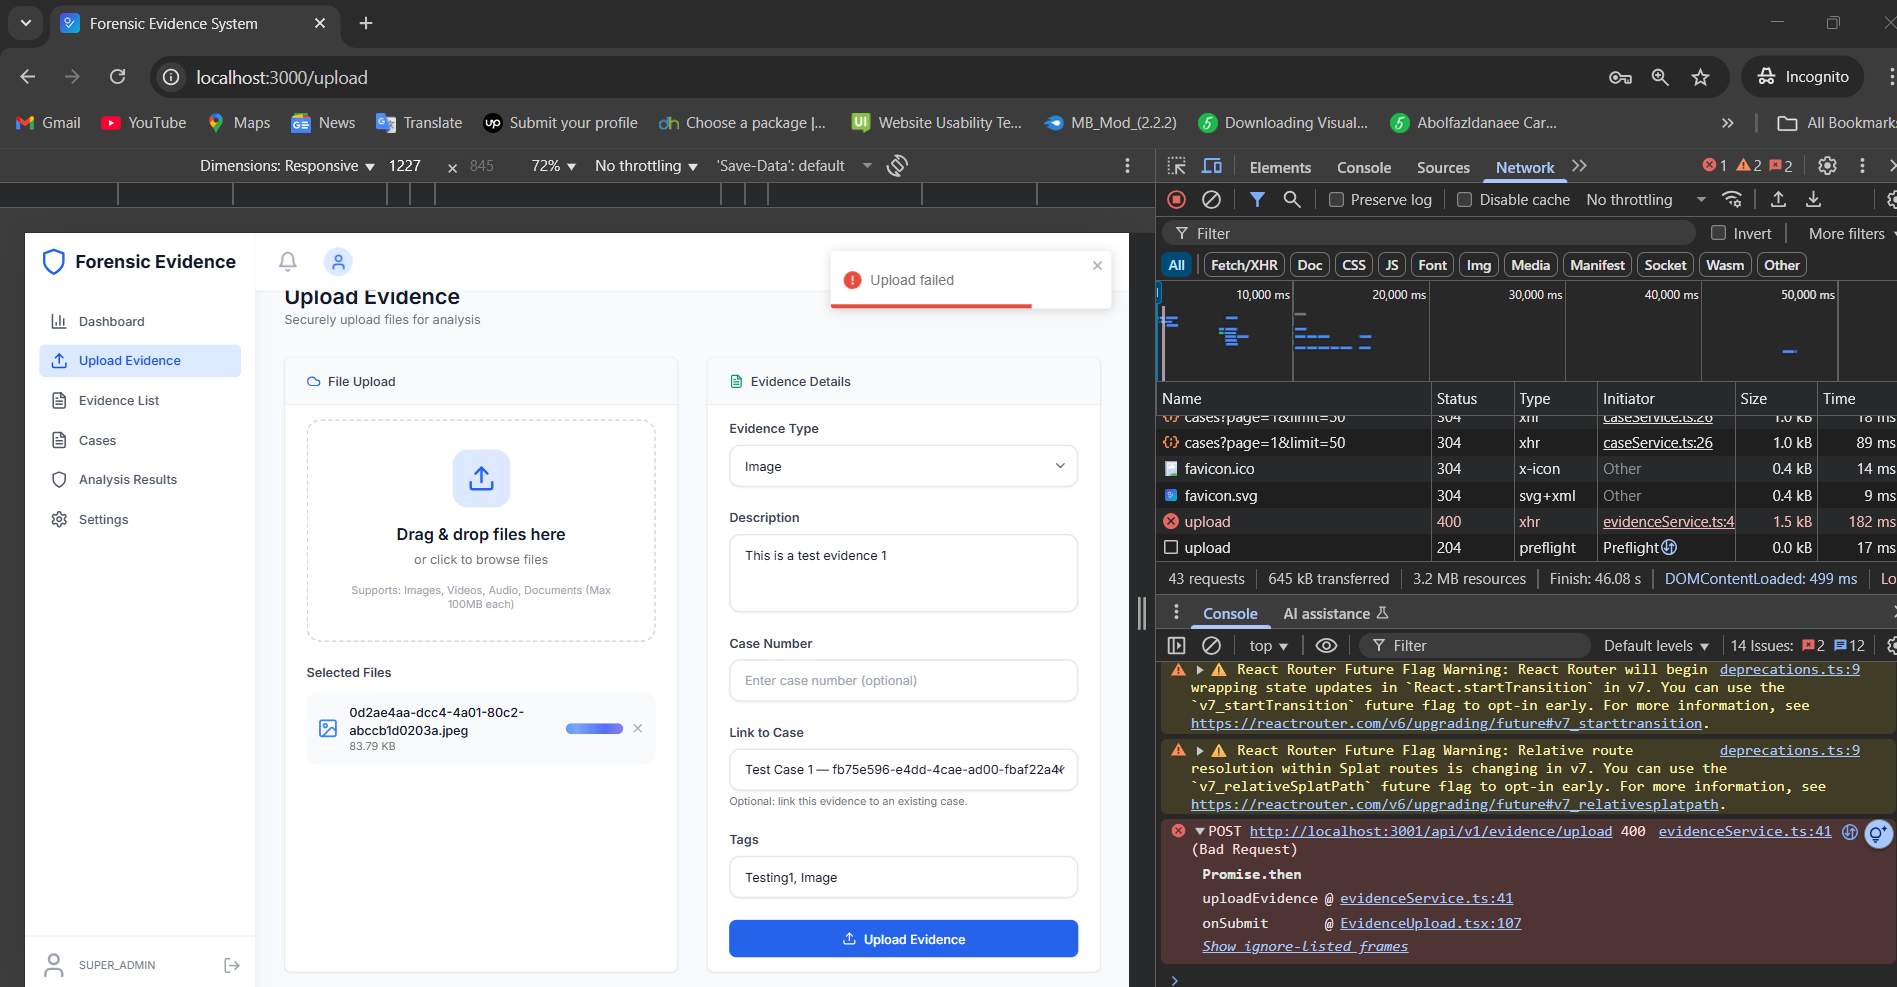 Forensic Evidence System
localhost:3000/upload
Incognito
Gmail
YouTube
Maps
News
Translate
Submit your profile
Choose a package |...
Website Usability Te...
MB_Mod_(2.2.2)
Downloading Visual...
Abolfazldanaee Car...
»
All Bookmarks
Dimensions: Responsive
1227
×
845
72%
No throttling
'Save-Data': default
Elements
Console
Sources
Network
1
2
2
Preserve log
Disable cache
No throttling
Filter
Invert
More filters
All
Fetch/XHR
Doc
CSS
JS
Font
Img
Media
Manifest
Socket
Wasm
Other
10,000 ms
20,000 ms
30,000 ms
40,000 ms
50,000 ms
Name Status Type Initiator Size Time
cases?page=1&limit=50 304 xhr caseService.ts:26 1.0 kB 18 ms
cases?page=1&limit=50 304 xhr caseService.ts:26 1.0 kB 89 ms
favicon.ico 304 x-icon Other 0.4 kB 14 ms
favicon.svg 304 svg+xml Other 0.4 kB 9 ms
upload 400 xhr evidenceService.ts:4 1.5 kB 182 ms
upload 204 preflight Preflight 0.0 kB 17 ms
43 requests
645 kB transferred
3.2 MB resources
Finish: 46.08 s
DOMContentLoaded: 499 ms
Lo
Console
AI assistance
top
Filter
Default levels
14 Issues:
2
12
React Router Future Flag Warning: React Router will begin deprecations.ts:9
wrapping state updates in `React.startTransition` in v7. You can use the
`v7_startTransition` future flag to opt-in early. For more information, see
https://reactrouter.com/v6/upgrading/future#v7_starttransition.
React Router Future Flag Warning: Relative route deprecations.ts:9
resolution within Splat routes is changing in v7. You can use the
`v7_relativeSplatPath` future flag to opt-in early. For more information, see
https://reactrouter.com/v6/upgrading/future#v7_relativesplatpath.
POST http://localhost:3001/api/v1/evidence/upload 400 evidenceService.ts:41
(Bad Request)
Promise.then
uploadEvidence @ evidenceService.ts:41
onSubmit @ EvidenceUpload.tsx:107
Show ignore-listed frames
Forensic Evidence
Dashboard
Upload Evidence
Evidence List
Cases
Analysis Results
Settings
SUPER_ADMIN
Upload failed
Upload Evidence
Securely upload files for analysis
File Upload
Drag & drop files here
or click to browse files
Supports: Images, Videos, Audio, Documents (Max
100MB each)
Selected Files
0d2ae4aa-dcc4-4a01-80c2-
abccb1d0203a.jpeg
83.79 KB
Evidence Details
Evidence Type
Image
Description
This is a test evidence 1
Case Number
Enter case number (optional)
Link to Case
Test Case 1 — fb75e596-e4dd-4cae-ad00-fbaf22a4
Optional: link this evidence to an existing case.
Tags
Testing1, Image
Upload Evidence